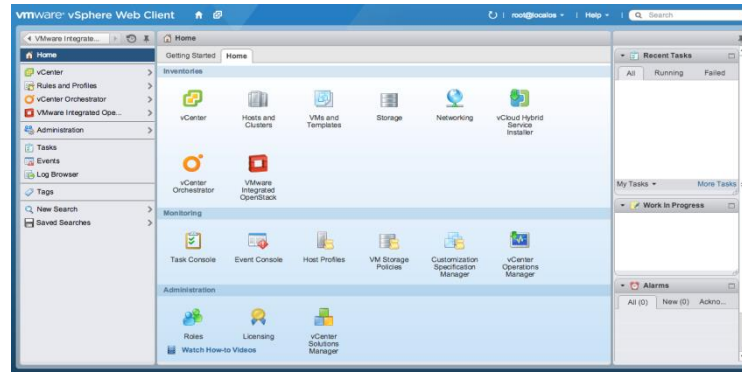 vmware® vSphere Web Client
root@localos
Help
Search
VMware Integrate...
Home
vCenter
Rules and Profiles
vCenter Orchestrator
VMware Integrated Ope...
Administration
Tasks
Events
Log Browser
Tags
New Search
Saved Searches
Home
Getting Started Home
Inventories
vCenter
Hosts and
Clusters
VMs and
Templates
Storage
Networking
vCloud Hybrid
Service
Installer
vCenter
Orchestrator
VMware
Integrated
OpenStack
Monitoring
Task Console
Event Console
Host Profiles
VM Storage
Policies
Customization
Specification
Manager
vCenter
Operations
Manager
Administration
Roles
Licensing
vCenter
Solutions
Manager
Watch How-to Videos
Recent Tasks
All Running Failed
My Tasks More Tasks
Work In Progress
Alarms
All (0) New (0) Ackno...